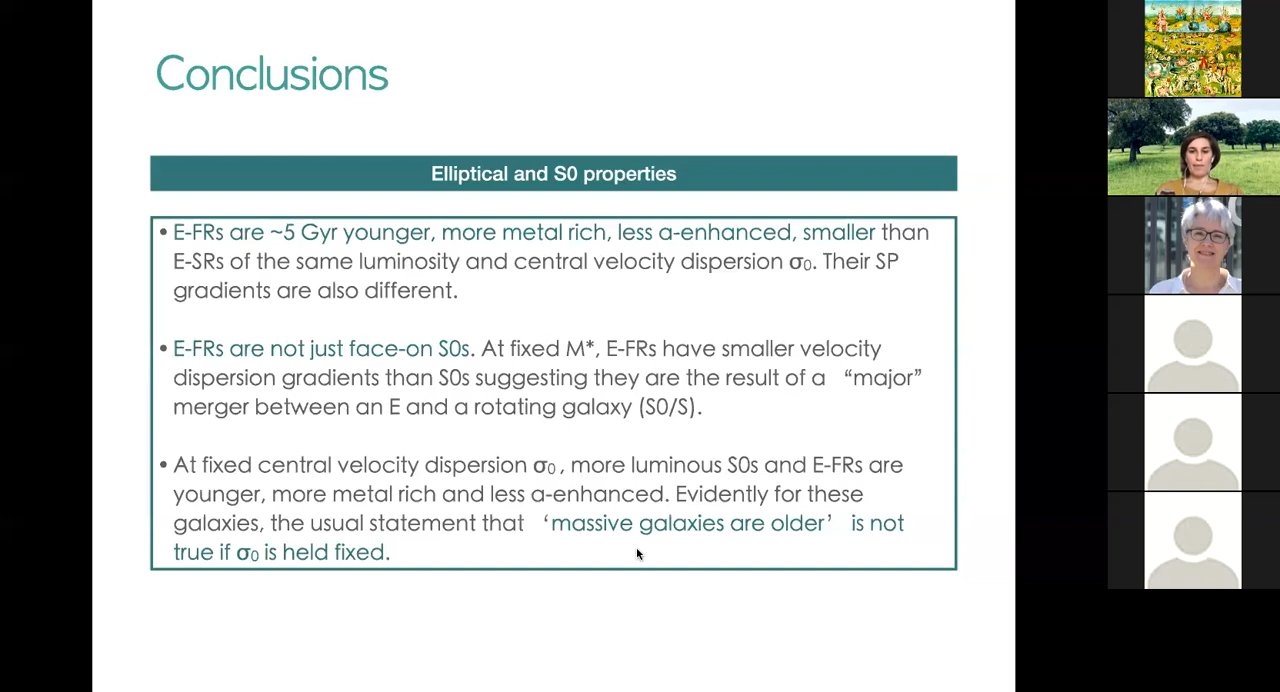 Conclusions
Elliptical and S0 properties
• E-FRs are ~5 Gyr younger, more metal rich, less a-enhanced, smaller than
E-SRs of the same luminosity and central velocity dispersion σ₀. Their SP
gradients are also different.
• E-FRs are not just face-on S0s. At fixed M*, E-FRs have smaller velocity
dispersion gradients than S0s suggesting they are the result of a “major”
merger between an E and a rotating galaxy (S0/S).
• At fixed central velocity dispersion σ₀, more luminous S0s and E-FRs are
younger, more metal rich and less a-enhanced. Evidently for these
galaxies, the usual statement that ‘massive galaxies are older’ is not
true if σ₀ is held fixed.